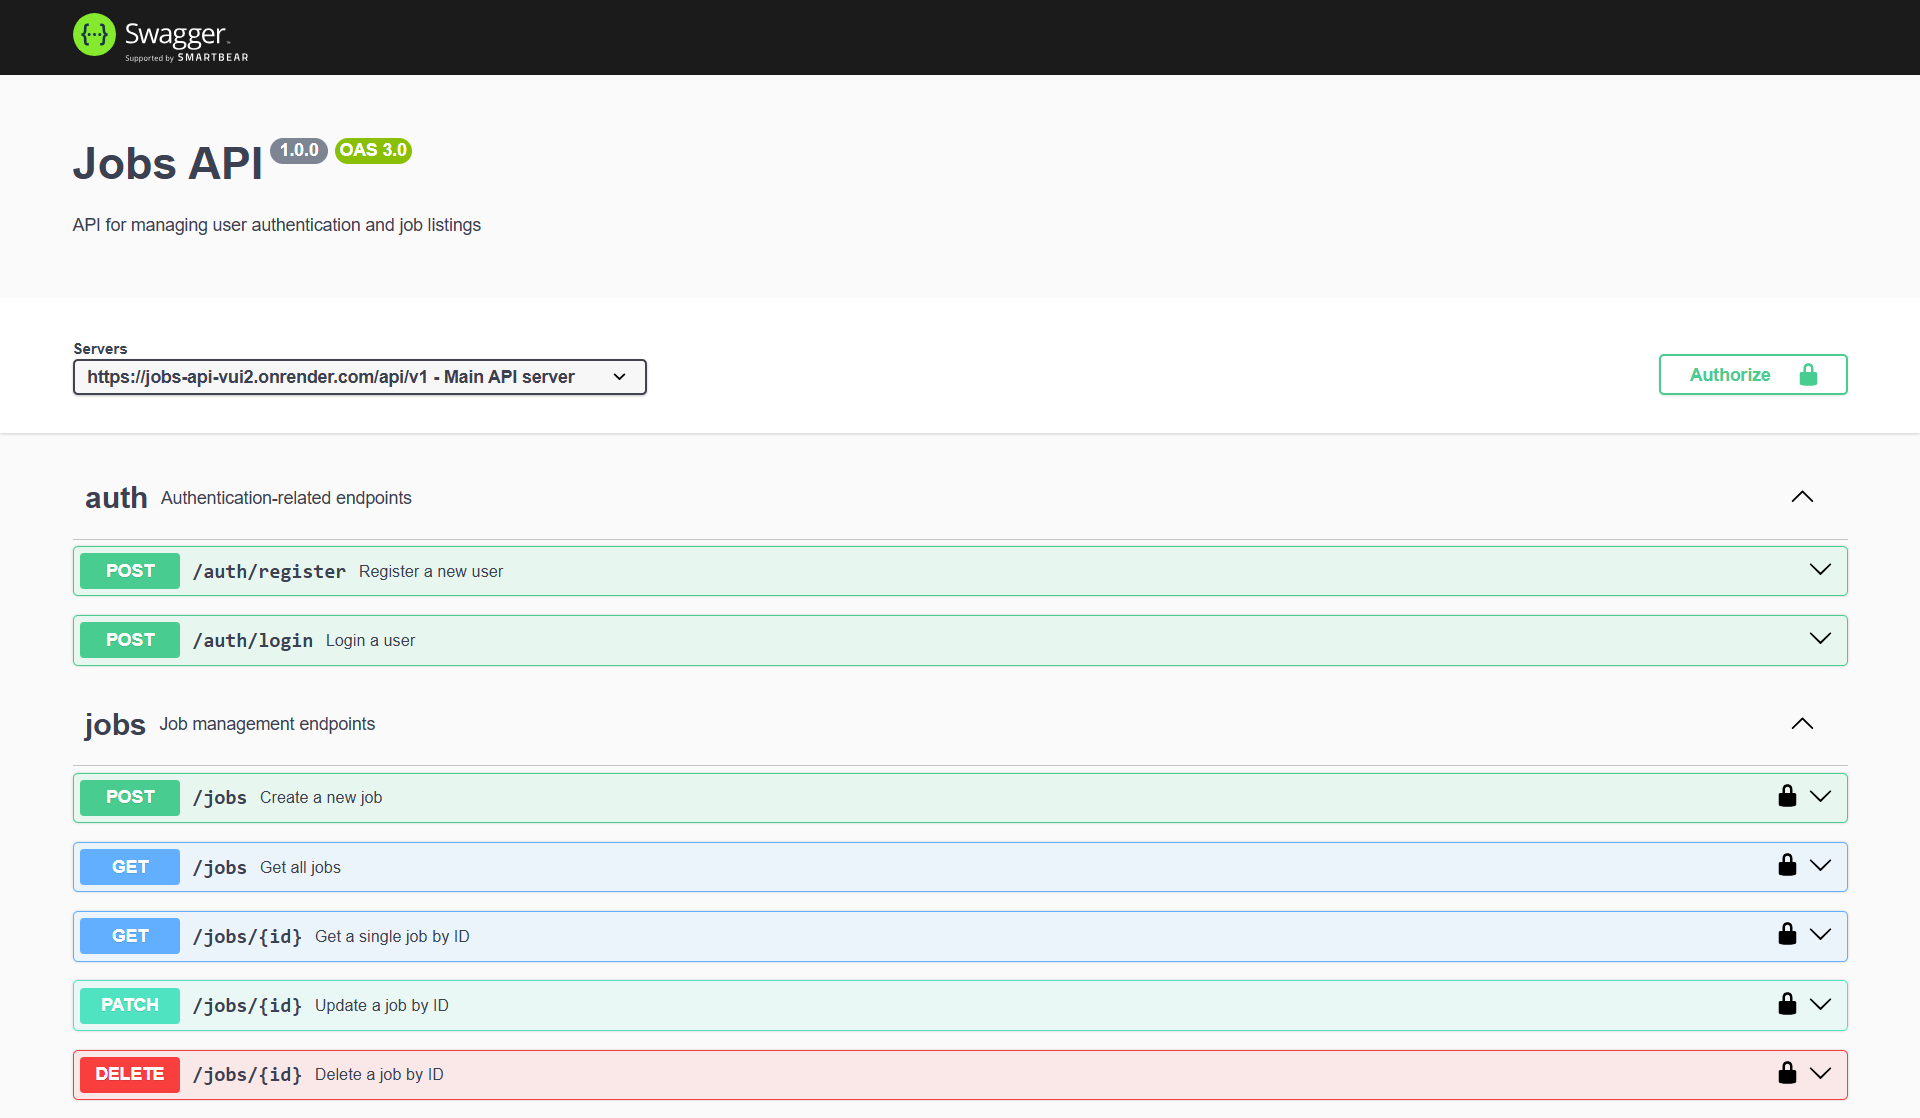 Swagger
Supported by SMARTBEAR
Jobs API 1.0.0 OAS 3.0
API for managing user authentication and job listings
Servers
https://jobs-api-vui2.onrender.com/api/v1 - Main API server
Authorize
auth Authentication-related endpoints
POST /auth/register Register a new user
POST /auth/login Login a user
jobs Job management endpoints
POST /jobs Create a new job
GET /jobs Get all jobs
GET /jobs/{id} Get a single job by ID
PATCH /jobs/{id} Update a job by ID
DELETE /jobs/{id} Delete a job by ID